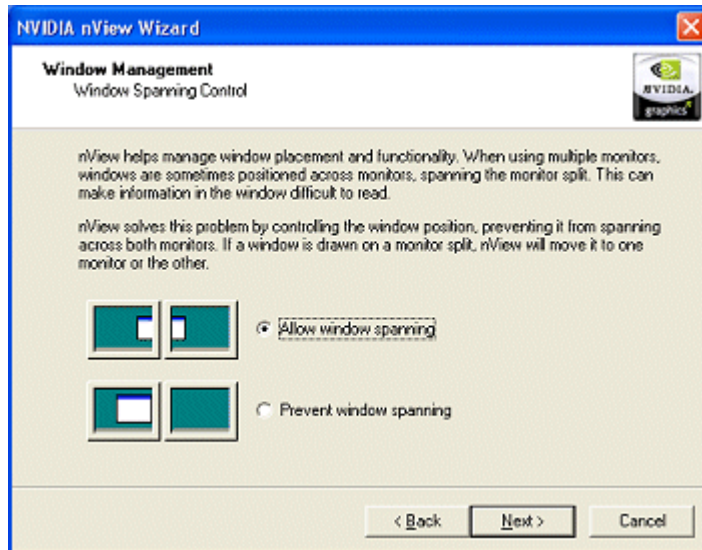 NVIDIA nView Wizard
Window Management
Window Spanning Control
NVIDIA.
graphics
nView helps manage window placement and functionality. When using multiple monitors,
windows are sometimes positioned across monitors, spanning the monitor split. This can
make information in the window difficult to read.
nView solves this problem by controlling the window position, preventing it from spanning
across both monitors. If a window is drawn on a monitor split, nView will move it to one
monitor or the other.
Allow window spanning
Prevent window spanning
< Back
Next >
Cancel